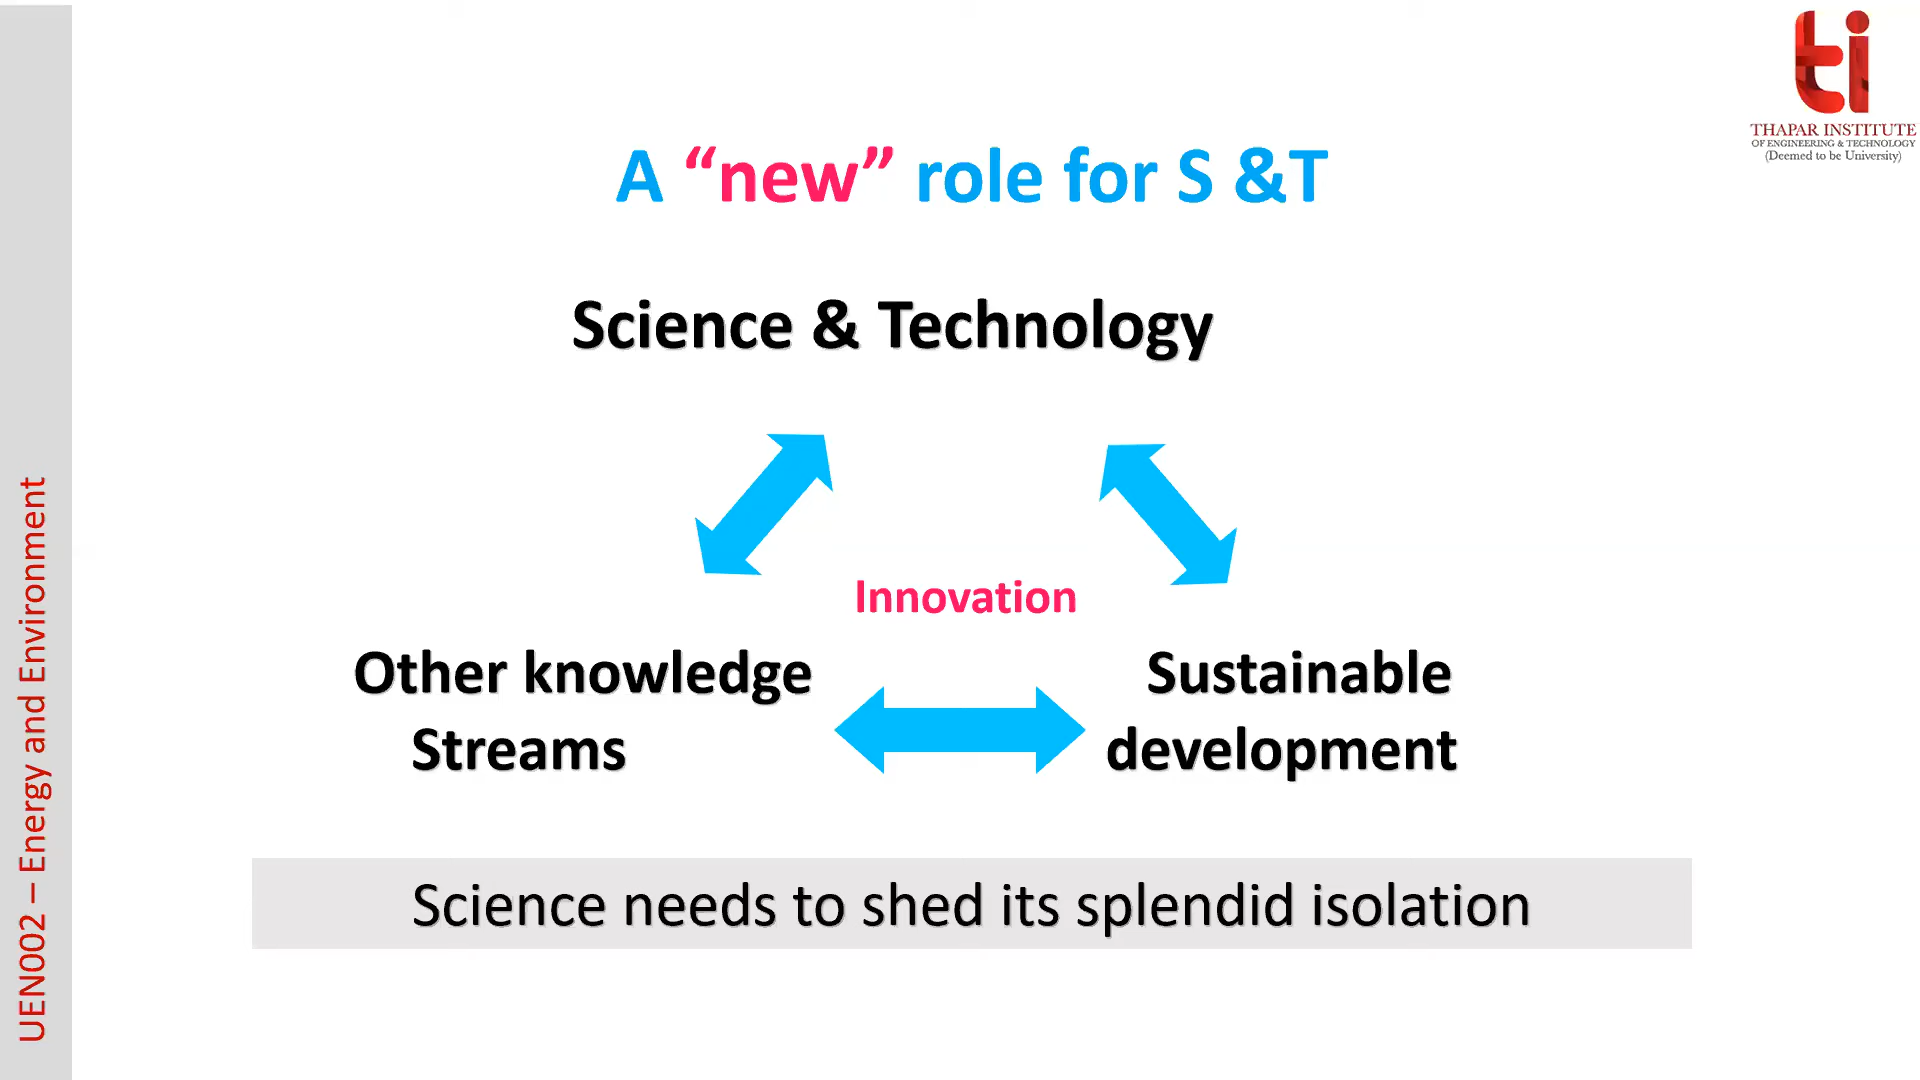 THAPAR INSTITUTE
OF ENGINEERING & TECHNOLOGY
(Deemed to be University)
A “new” role for S &T
Science & Technology
Innovation
Other knowledge
Streams
Sustainable
development
Science needs to shed its splendid isolation
UEN002 – Energy and Environment